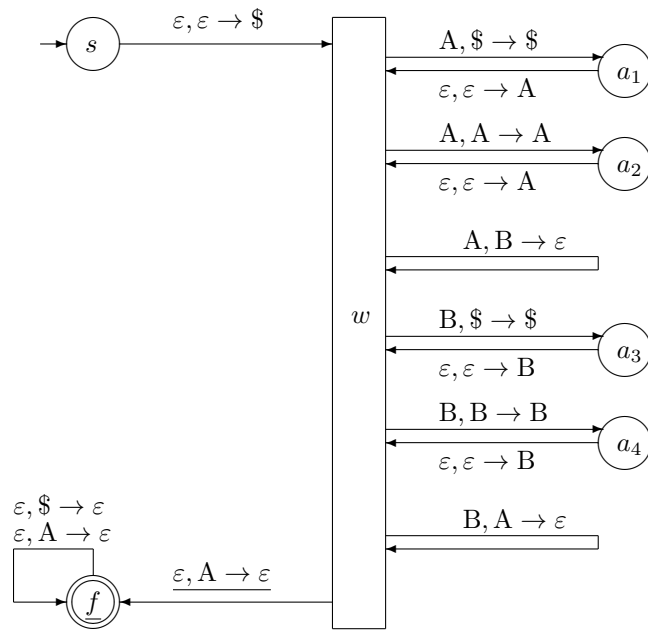 s
ε, ε → $
A, $ → $
a₁
ε, ε → A
A, A → A
a₂
ε, ε → A
A, B → ε
w
B, $ → $
a₃
ε, ε → B
B, B → B
a₄
ε, ε → B
B, A → ε
ε, $ → ε
ε, A → ε
f
ε, A → ε